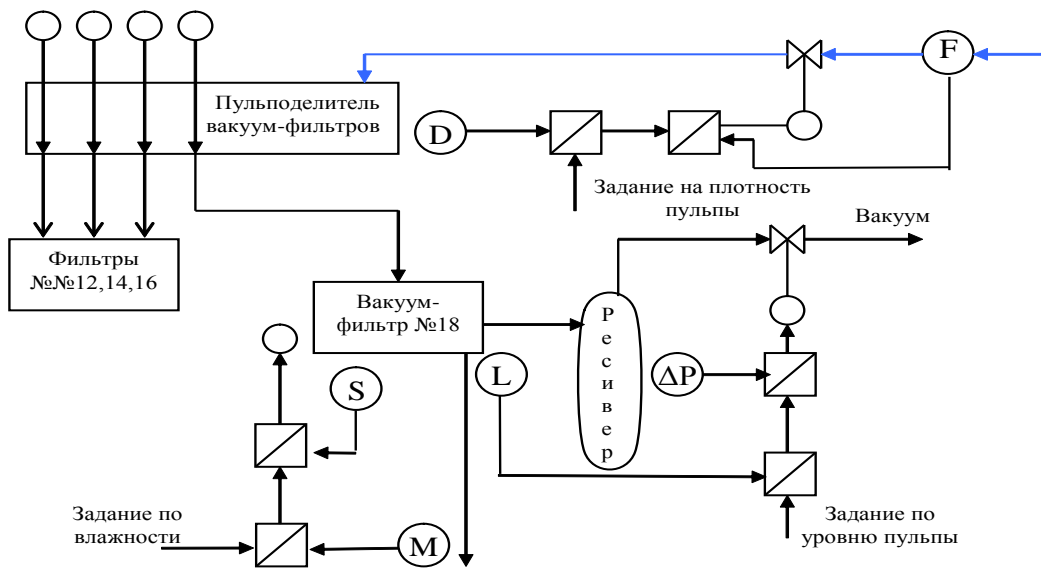 F
Пульподелитель
вакуум-фильтров
D
Задание на плотность
пульпы
Вакуум
Фильтры
№№12,14,16
Вакуум-
фильтр №18
Ресивер
S
L
ΔP
Задание по
влажности
M
Задание по
уровню пульпы